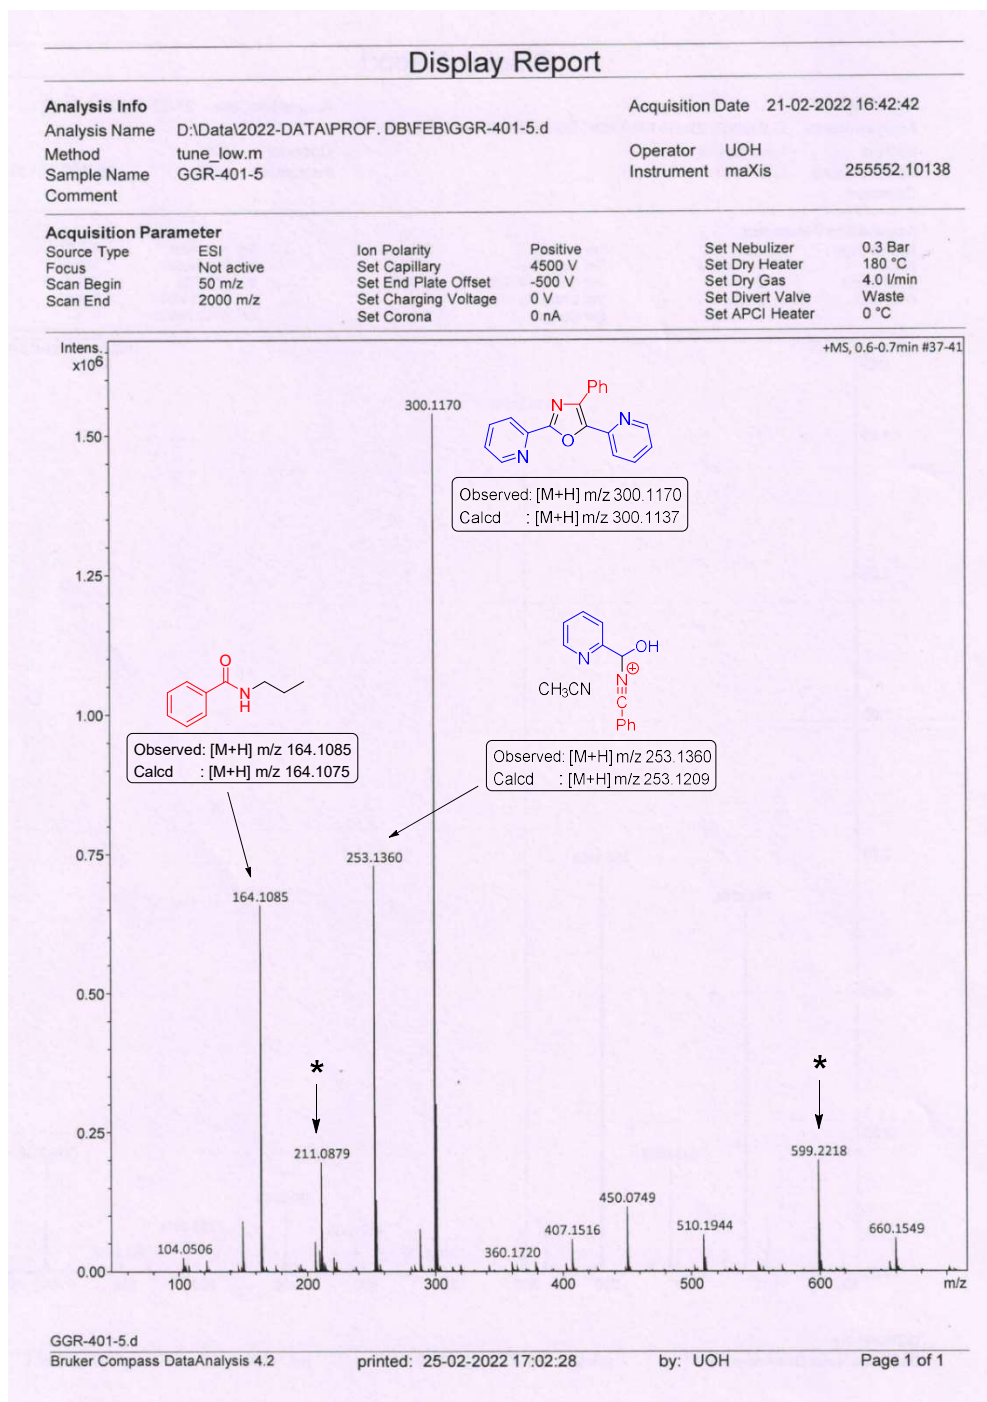 Display Report
Analysis Info
Acquisition Date 21-02-2022 16:42:42
Analysis Name D:\Data\2022-DATA\PROF. DB\FEB\GGR-401-5.d
Method tune_low.m
Operator UOH
Sample Name GGR-401-5
Instrument maXis 255552.10138
Comment
Acquisition Parameter
Source Type ESI Ion Polarity Positive Set Nebulizer 0.3 Bar
Focus Not active Set Capillary 4500 V Set Dry Heater 180 °C
Scan Begin 50 m/z Set End Plate Offset -500 V Set Dry Gas 4.0 l/min
Scan End 2000 m/z Set Charging Voltage 0 V Set Divert Valve Waste
Set Corona 0 nA Set APCI Heater 0 °C
Intens.
x10⁶
+MS, 0.6-0.7min #37-41
300.1170
Ph
N
N
O
N
1.50
Observed: [M+H] m/z 300.1170
Calcd : [M+H] m/z 300.1137
1.25
OH
N
⊕
N
CH₃CN
C
Ph
O
N
H
1.00
Observed: [M+H] m/z 164.1085
Calcd : [M+H] m/z 164.1075
Observed: [M+H] m/z 253.1360
Calcd : [M+H] m/z 253.1209
0.75
253.1360
164.1085
0.50
*
*
0.25
211.0879
599.2218
450.0749
407.1516
510.1944
660.1549
104.0506
360.1720
0.00
100 200 300 400 500 600 m/z
GGR-401-5.d
Bruker Compass DataAnalysis 4.2 printed: 25-02-2022 17:02:28 by: UOH Page 1 of 1